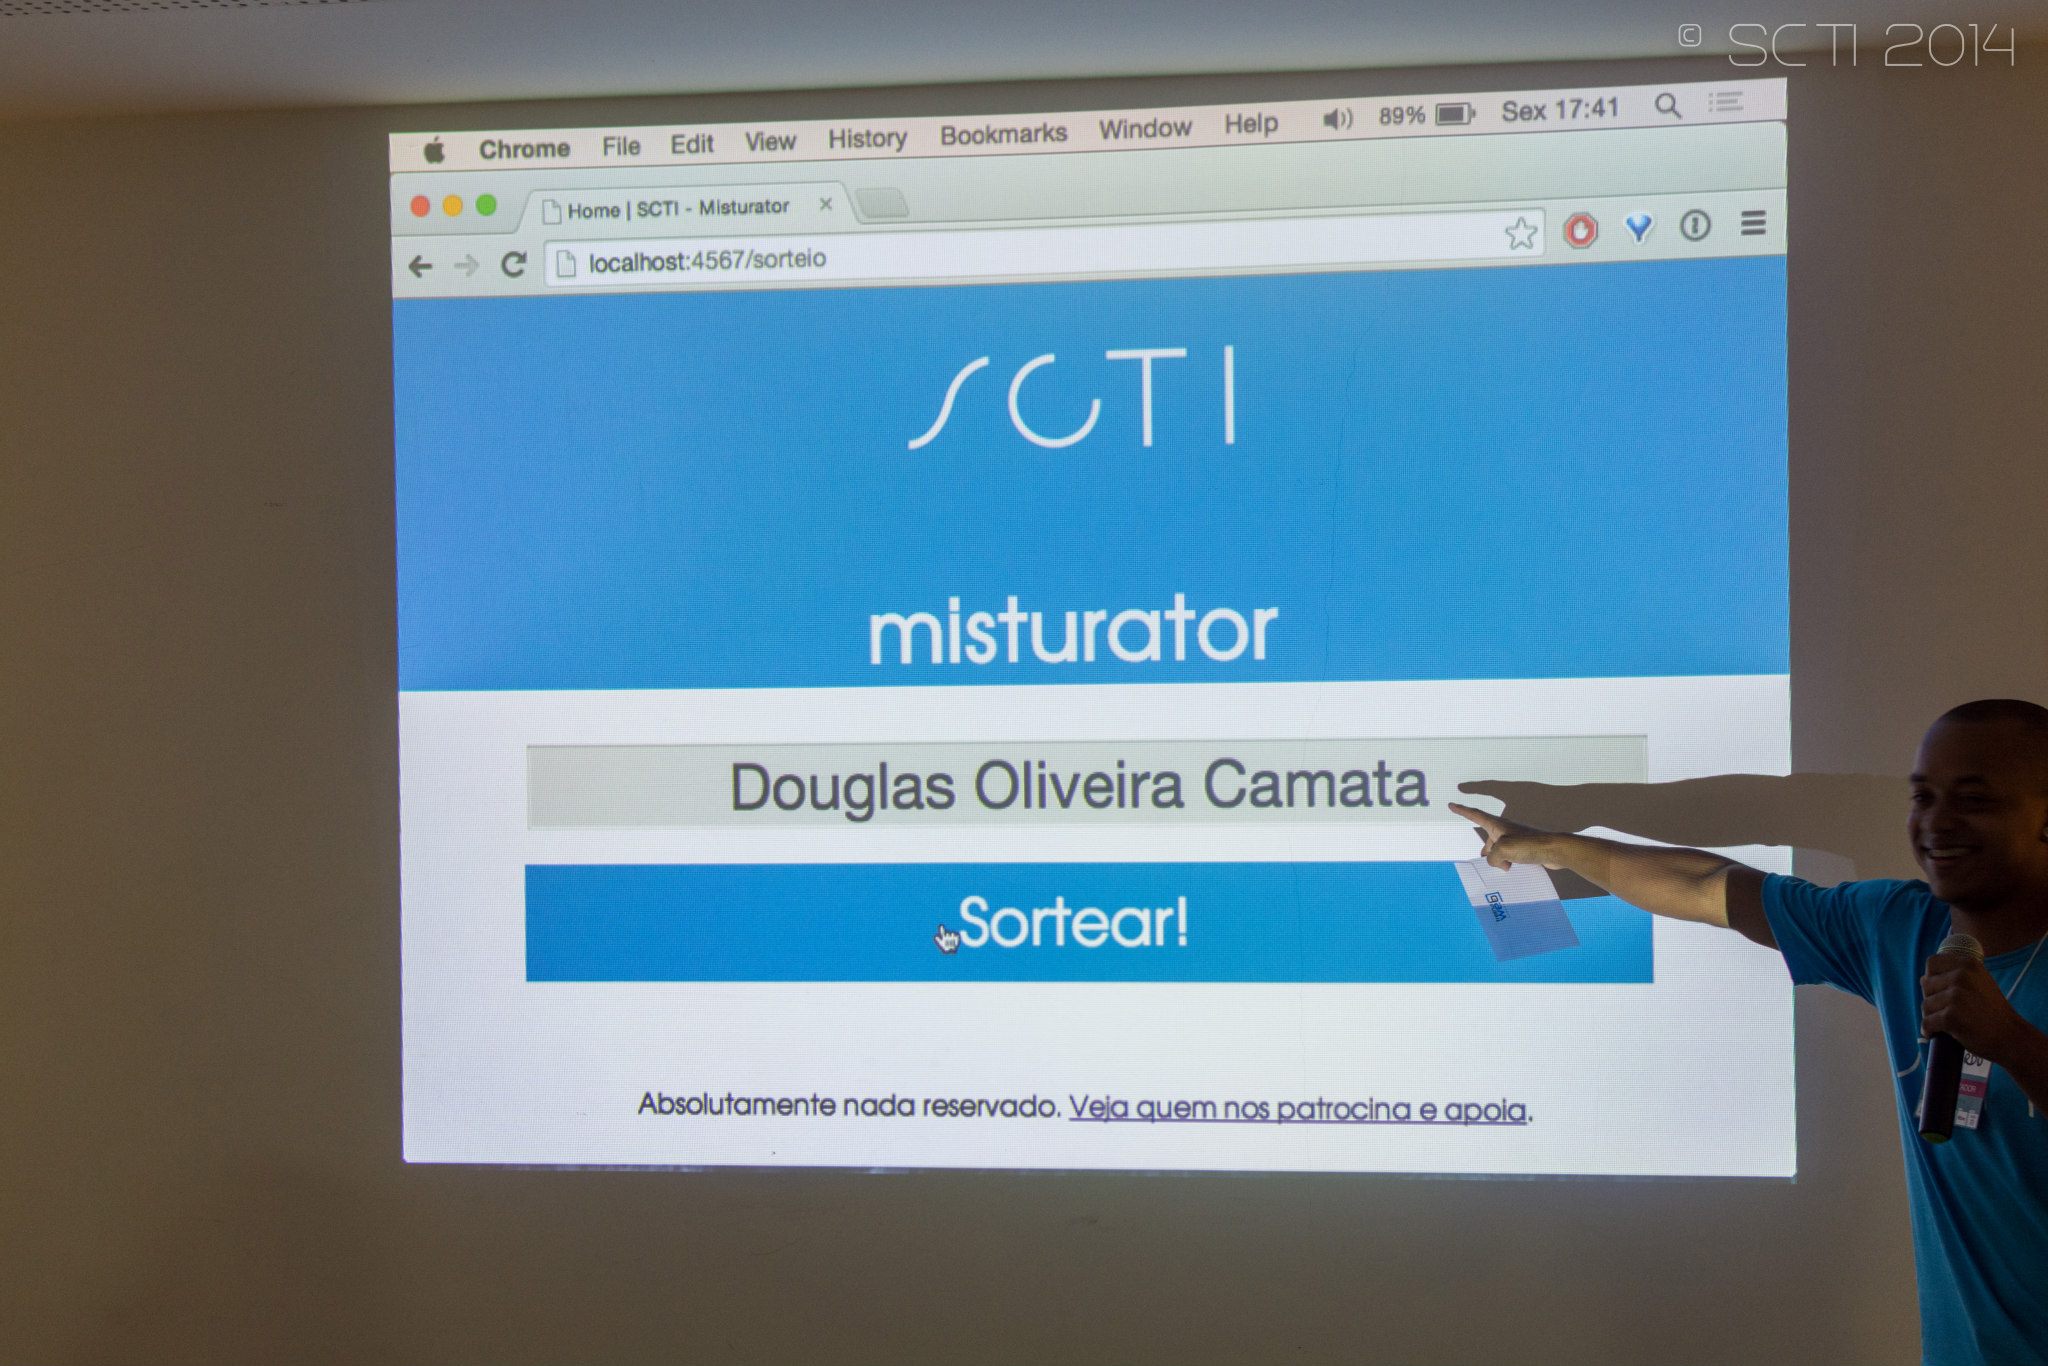 © SCTI 2014
Chrome File Edit View History Bookmarks Window Help 89% Sex 17:41
Home | SCTI - Misturator
localhost:4567/sorteio
SCTI
misturator
Douglas Oliveira Camata
Sortear!
Absolutamente nada reservado. Veja quem nos patrocina e apoia.